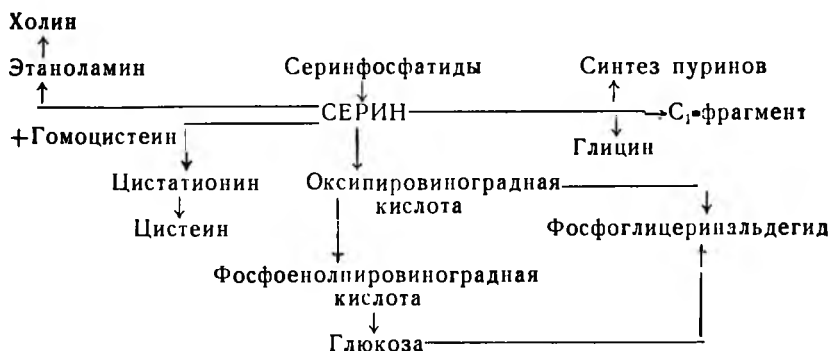 Холин
Этаноламин Серинфосфатиды Синтез пуринов
СЕРИН C₁-фрагмент
+Гомоцистеин Глицин
Цистатионин Оксипировиноградная
кислота
Цистеин Фосфоглицеринальдегид
Фосфоенолпировиноградная
кислота
Глюкоза